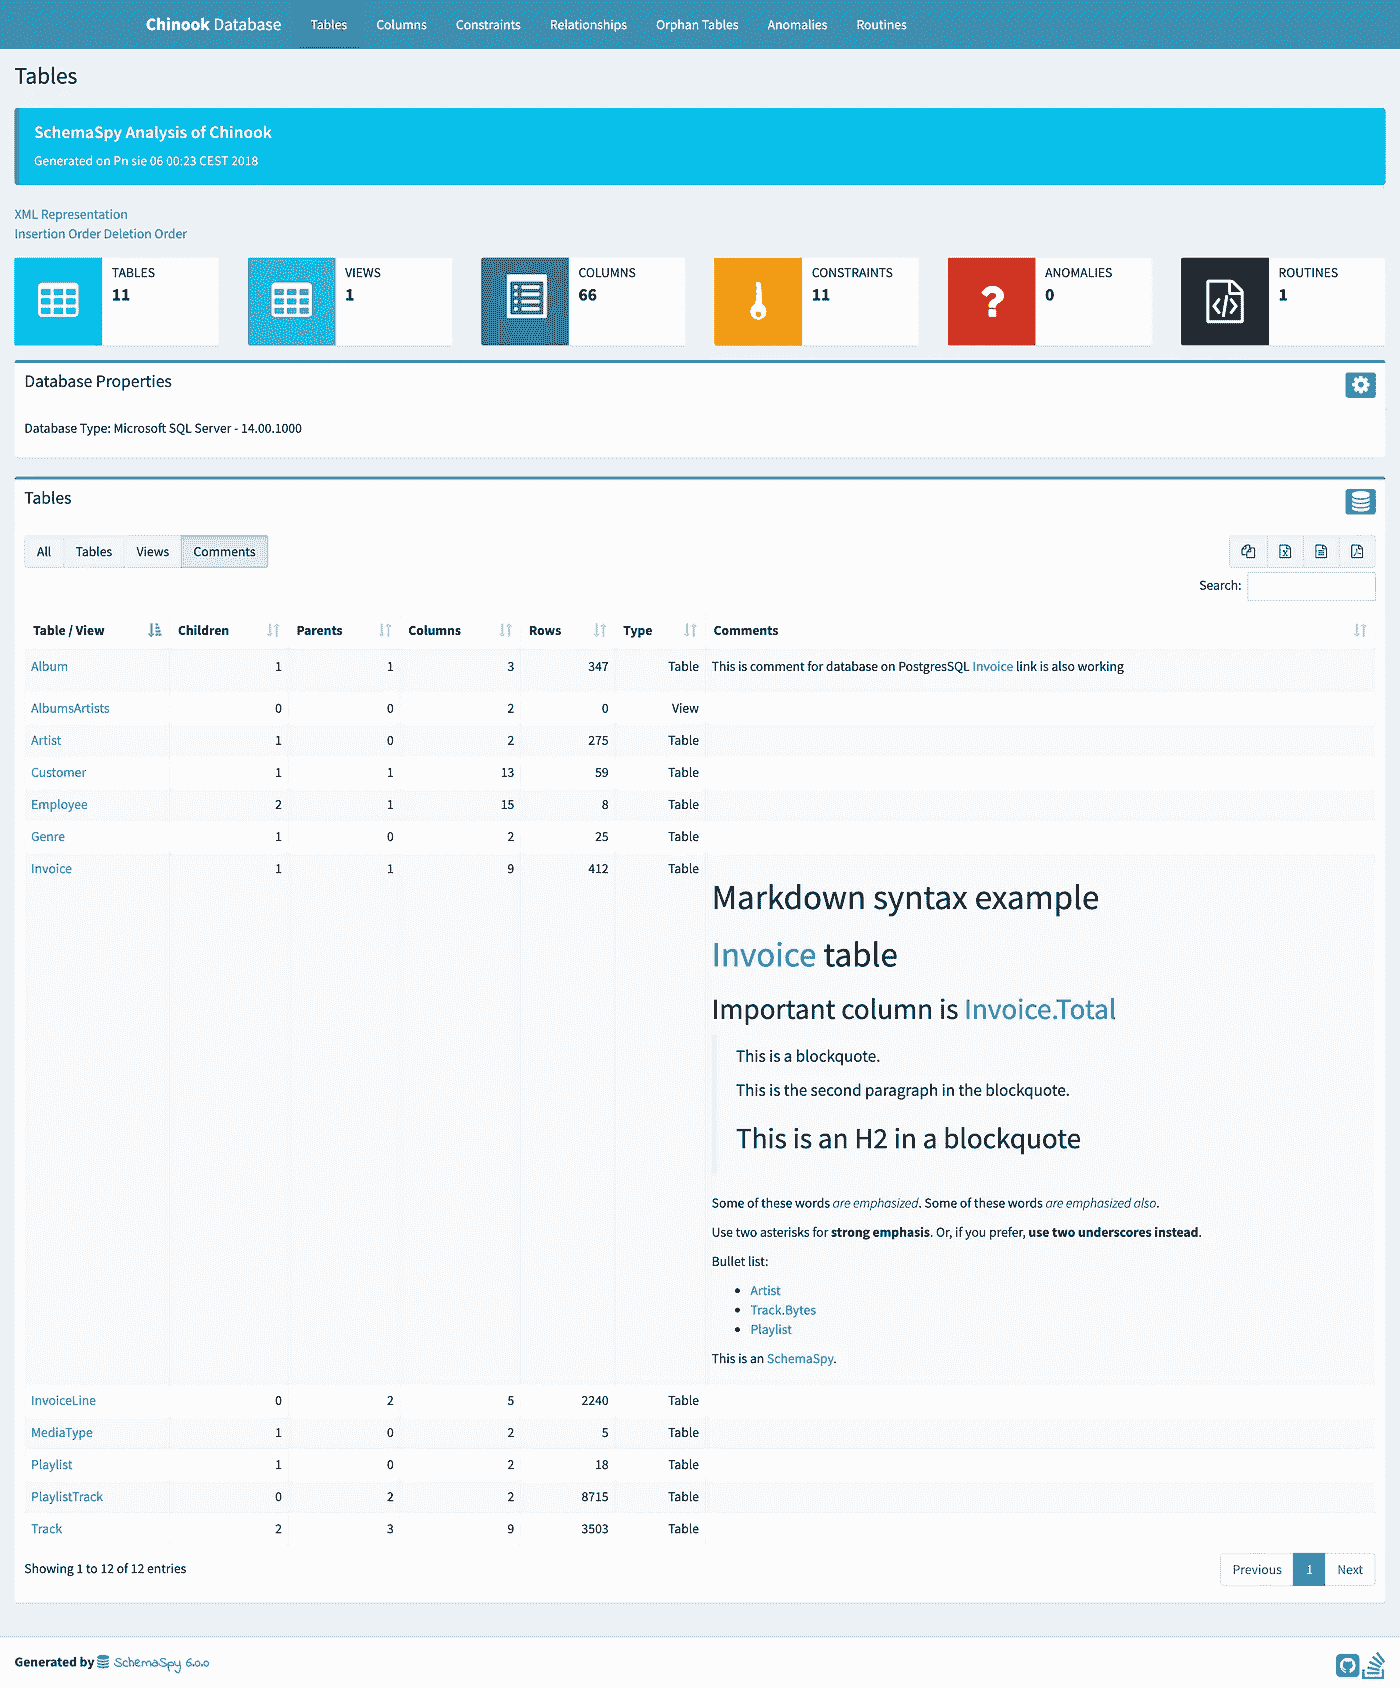 Chinook Database Tables Columns Constraints Relationships Orphan Tables Anomalies Routines
Tables
SchemaSpy Analysis of Chinook
Generated on Pn sie 06 00:23 CEST 2018
XML Representation
Insertion Order Deletion Order
TABLES VIEWS COLUMNS CONSTRAINTS ANOMALIES ROUTINES
11 1 66 11 0 1
Database Properties
Database Type: Microsoft SQL Server - 14.00.1000
Tables
All Tables Views Comments
Search:
Table / View Children Parents Columns Rows Type Comments
Album 1 1 3 347 Table This is comment for database on PostgresSQL Invoice link is also working
AlbumsArtists 0 0 2 0 View
Artist 1 0 2 275 Table
Customer 1 1 13 59 Table
Employee 2 1 15 8 Table
Genre 1 0 2 25 Table
Invoice 1 1 9 412 Table
Markdown syntax example
Invoice table
Important column is Invoice.Total
This is a blockquote.
This is the second paragraph in the blockquote.
This is an H2 in a blockquote
Some of these words are emphasized. Some of these words are emphasized also.
Use two asterisks for strong emphasis. Or, if you prefer, use two underscores instead.
Bullet list:
• Artist
• Track.Bytes
• Playlist
This is an SchemaSpy.
InvoiceLine 0 2 5 2240 Table
MediaType 1 0 2 5 Table
Playlist 1 0 2 18 Table
PlaylistTrack 0 2 2 8715 Table
Track 2 3 9 3503 Table
Showing 1 to 12 of 12 entries Previous 1 Next
Generated by SchemaSpy 6.0.0